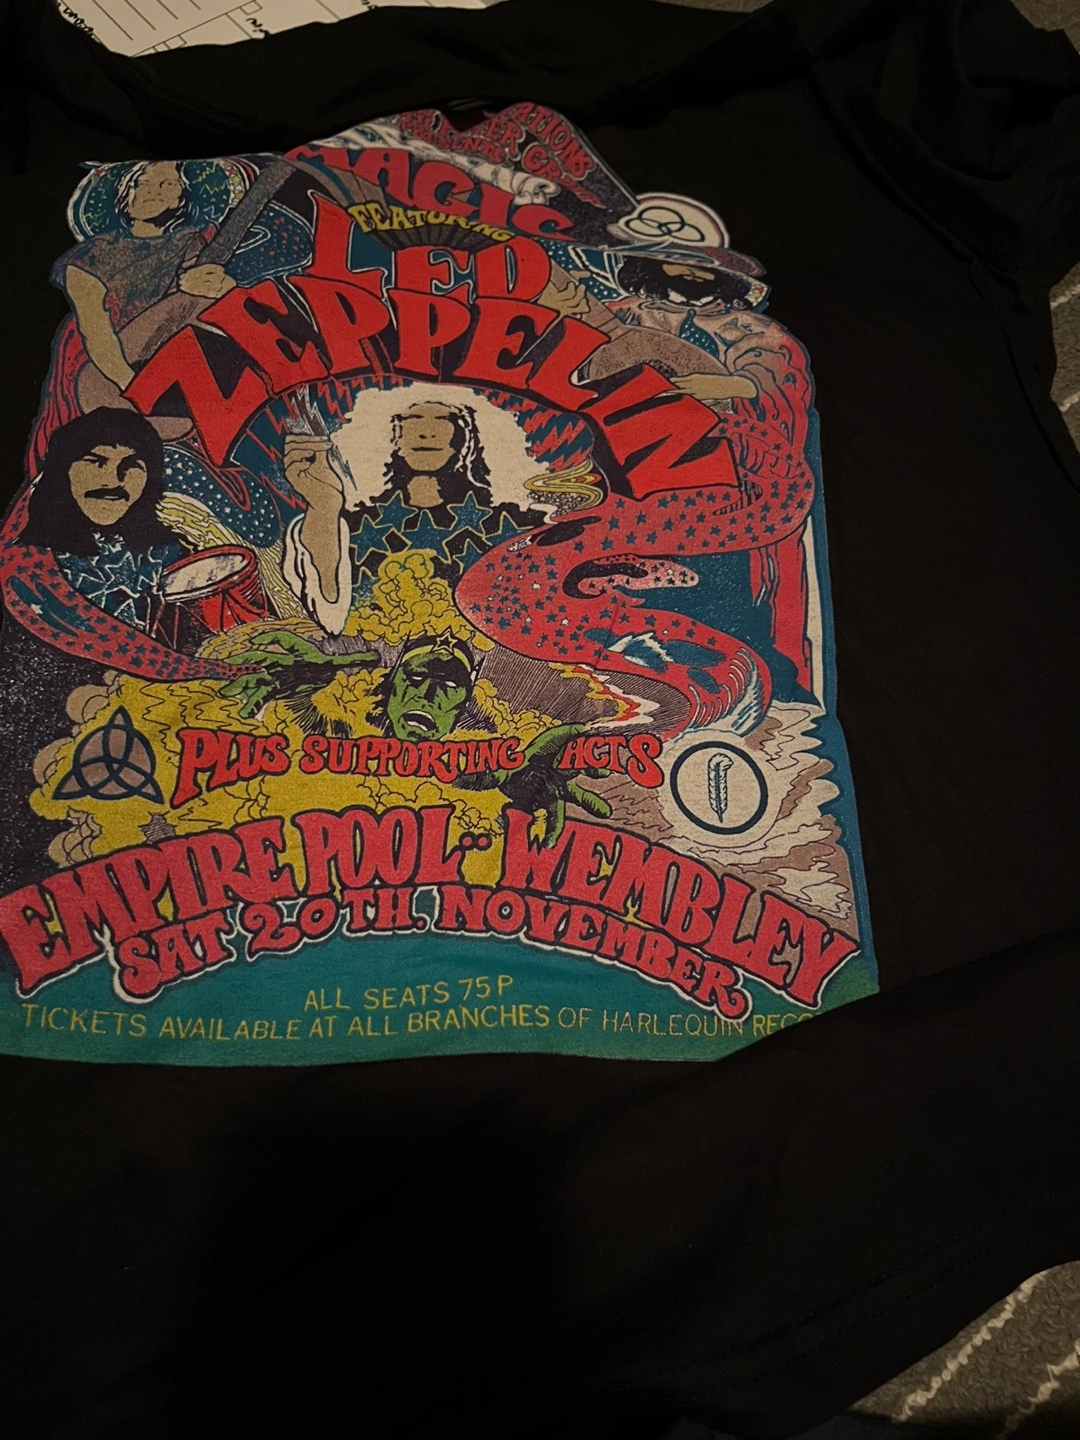 MAGIC
FEATURING
LED
ZEPPELIN
PLUS SUPPORTING ACTS
EMPIRE POOL·· WEMBLEY
SAT 20TH. NOVEMBER
ALL SEATS 75P
TICKETS AVAILABLE AT ALL BRANCHES OF HARLEQUIN